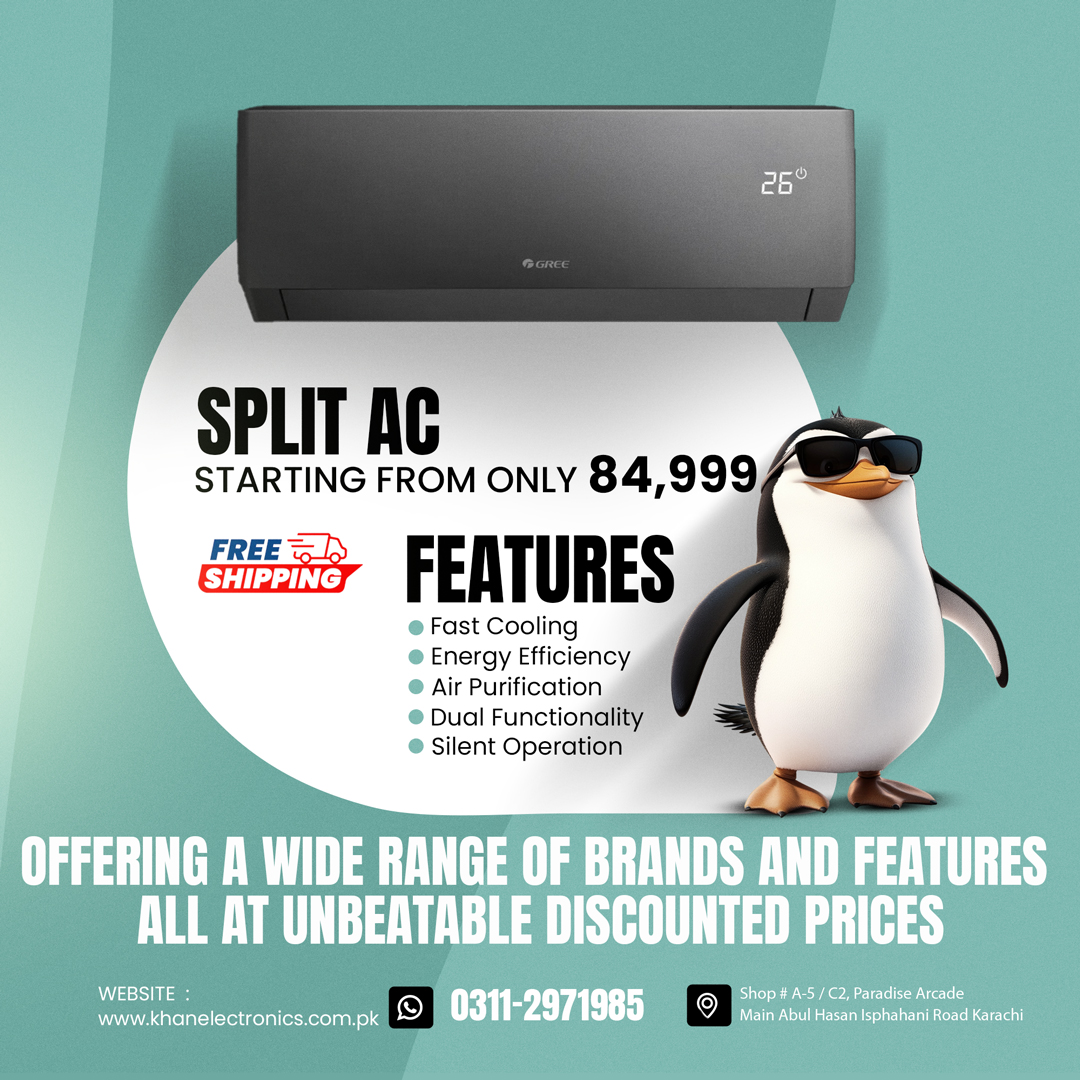 26
GREE
SPLIT AC
STARTING FROM ONLY 84,999
FREE
SHIPPING
FEATURES
Fast Cooling
Energy Efficiency
Air Purification
Dual Functionality
Silent Operation
OFFERING A WIDE RANGE OF BRANDS AND FEATURES
ALL AT UNBEATABLE DISCOUNTED PRICES
WEBSITE :
www.khanelectronics.com.pk
0311-2971985
Shop # A-5 / C2, Paradise Arcade
Main Abul Hasan Isphahani Road Karachi